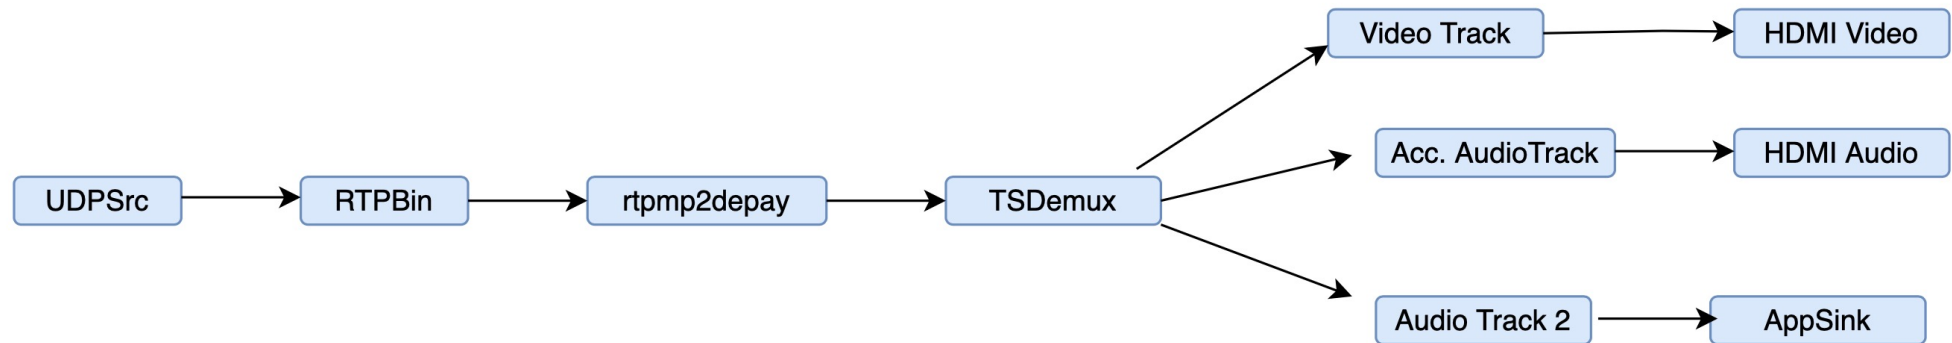 Video Track
HDMI Video
Acc. AudioTrack
HDMI Audio
UDPSrc
RTPBin
rtpmp2depay
TSDemux
Audio Track 2
AppSink